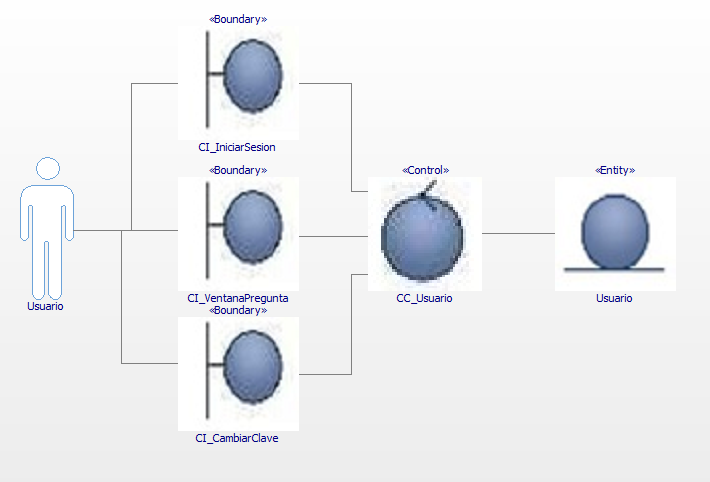 «Boundary»
CI_IniciarSesion
«Boundary»
CI_VentanaPregunta
«Boundary»
CI_CambiarClave
Usuario
«Control»
CC_Usuario
«Entity»
Usuario